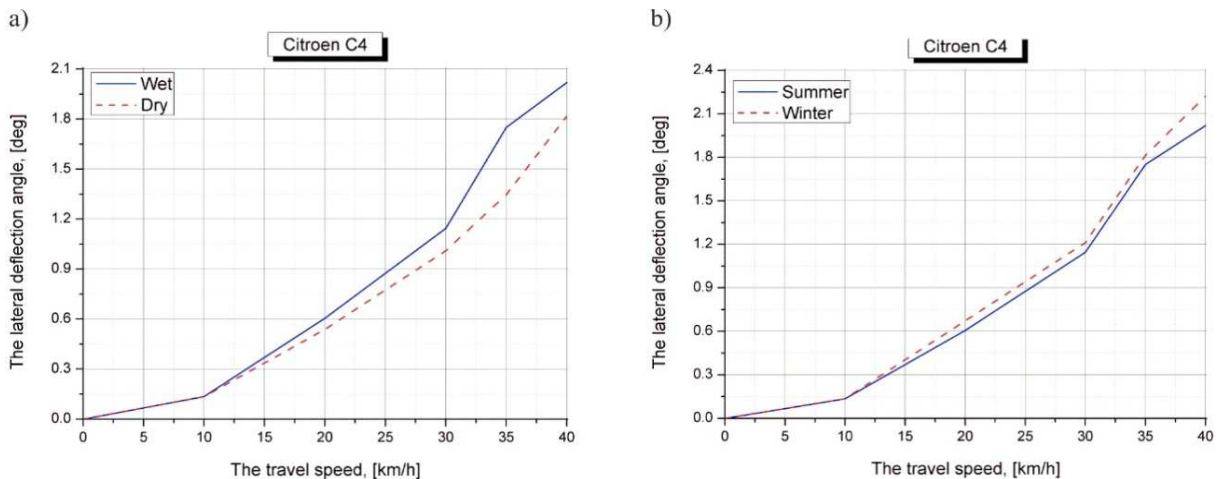 a)
Citroen C4
Wet
Dry
The lateral deflection angle, [deg]
2.1
1.8
1.5
1.2
0.9
0.6
0.3
0.0
0 5 10 15 20 25 30 35 40
The travel speed, [km/h]
b)
Citroen C4
Summer
Winter
The lateral deflection angle, [deg]
2.4
2.1
1.8
1.5
1.2
0.9
0.6
0.3
0.0
0 5 10 15 20 25 30 35 40
The travel speed, [km/h]